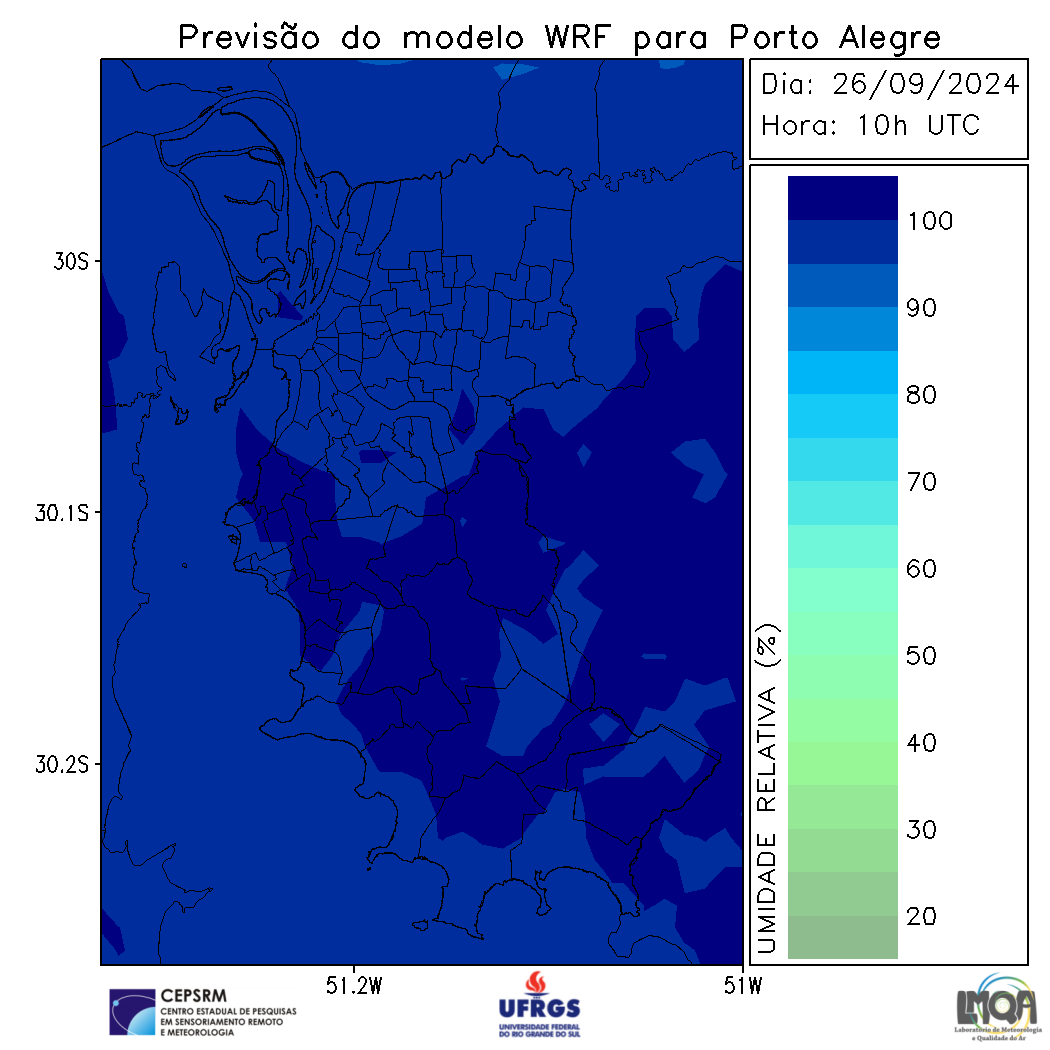 Previsão do modelo WRF para Porto Alegre
Dia: 26/09/2024
Hora: 10h UTC
30S
30.1S
30.2S
51.2W
51W
UMIDADE RELATIVA (%)
100
90
80
70
60
50
40
30
20
CEPSRM
CENTRO ESTADUAL DE PESQUISAS
EM SENSORIAMENTO REMOTO
E METEOROLOGIA
UFRGS
UNIVERSIDADE FEDERAL
DO RIO GRANDE DO SUL
LMQA
Laboratório de Meteorologia
e Qualidade do Ar